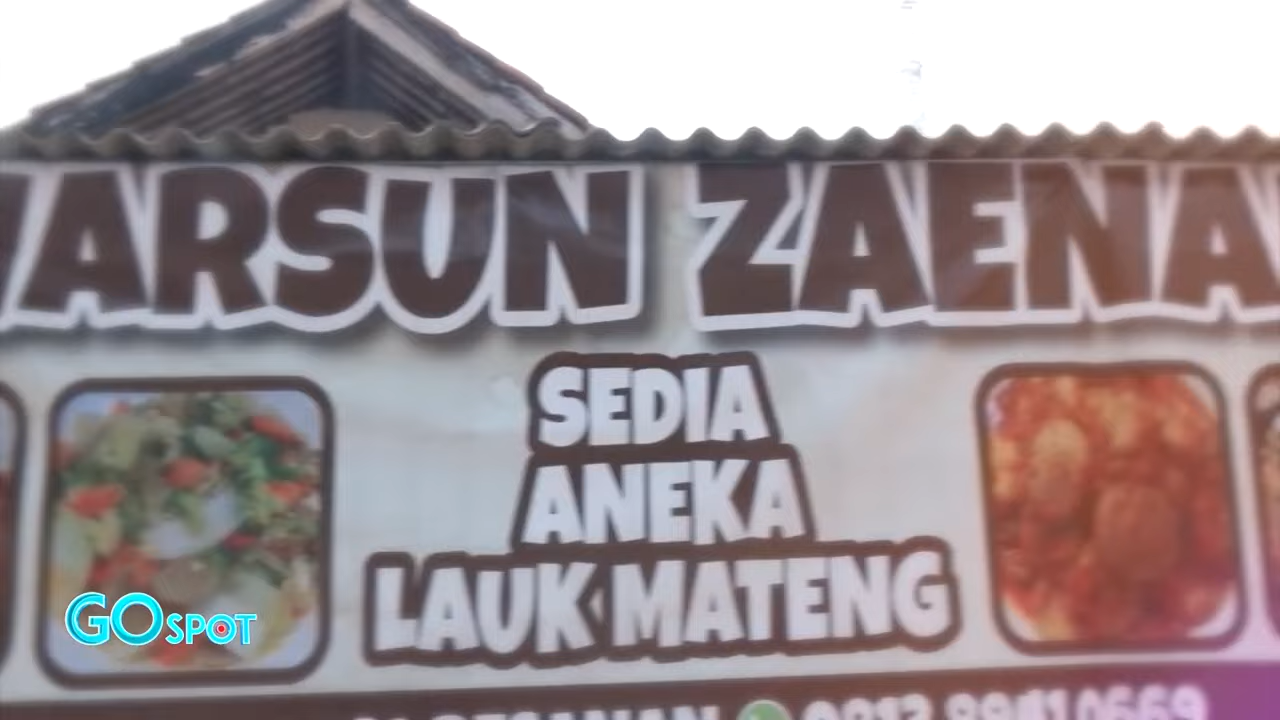 ARSUN ZAENA
SEDIA
ANEKA
LAUK MATENG
GOSPOT